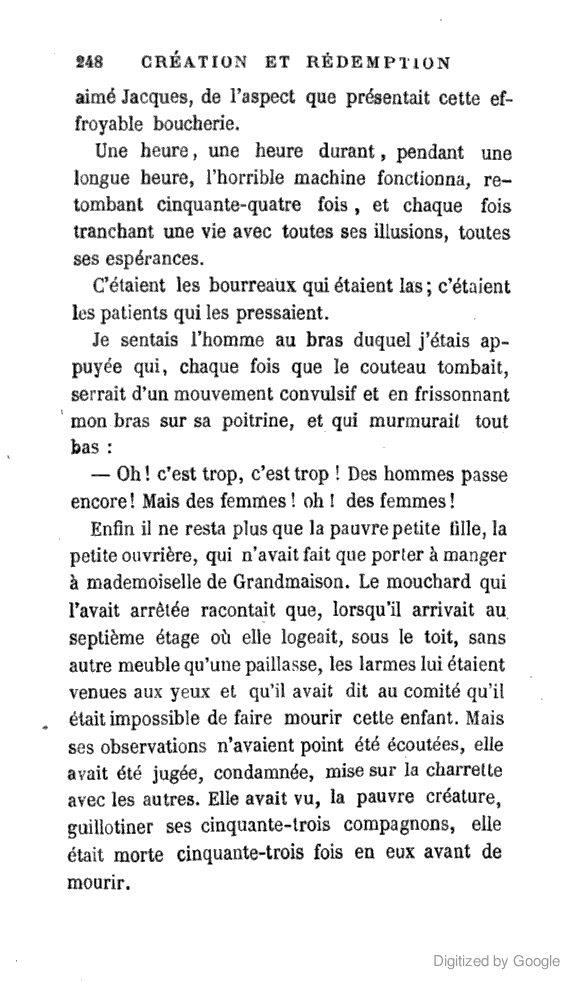 248 CRÉATION ET RÉDEMPTION
aimé Jacques, de l'aspect que présentait cette ef-
froyable boucherie.
Une heure, une heure durant, pendant une
longue heure, l'horrible machine fonctionna, re-
tombant cinquante-quatre fois, et chaque fois
tranchant une vie avec toutes ses illusions, toutes
ses espérances.
C'étaient les bourreaux qui étaient las; c'étaient
les patients qui les pressaient.
Je sentais l'homme au bras duquel j'étais ap-
puyée qui, chaque fois que le couteau tombait,
serrait d'un mouvement convulsif et en frissonnant
mon bras sur sa poitrine, et qui murmurait tout
bas :
— Oh! c'est trop, c'est trop ! Des hommes passe
encore! Mais des femmes ! oh ! des femmes!
Enfin il ne resta plus que la pauvre petite fille, la
petite ouvrière, qui n'avait fait que porter à manger
à mademoiselle de Grandmaison. Le mouchard qui
l'avait arrêtée racontait que, lorsqu'il arrivait au
septième étage où elle logeait, sous le toit, sans
autre meuble qu'une paillasse, les larmes lui étaient
venues aux yeux et qu'il avait dit au comité qu'il
était impossible de faire mourir cette enfant. Mais
ses observations n'avaient point été écoutées, elle
avait été jugée, condamnée, mise sur la charrette
avec les autres. Elle avait vu, la pauvre créature,
guillotiner ses cinquante-trois compagnons, elle
était morte cinquante-trois fois en eux avant de
mourir.
Digitized by Google